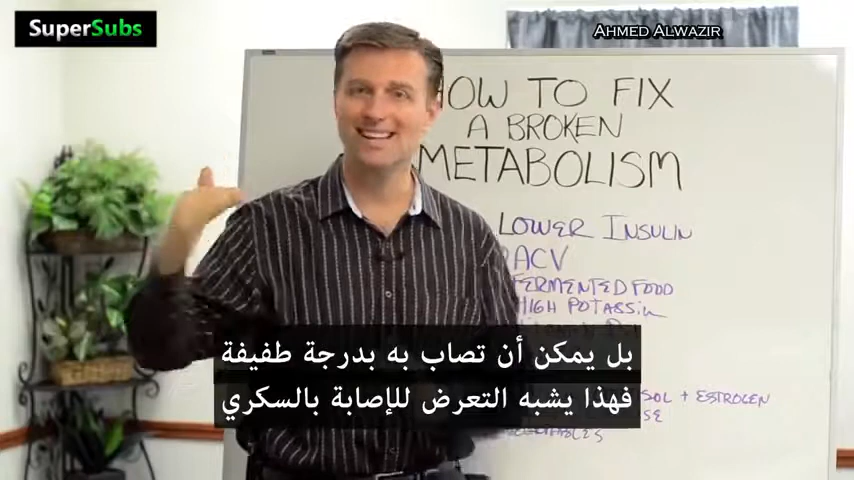 SuperSubs
AHMED ALWAZIR
HOW TO FIX
A BROKEN
METABOLISM
LOWER INSULIN
ACV
FERMENTED FOOD
HIGH POTASSIU
بل يمكن أن تصاب به بدرجة طفيفة
فهذا يشبه التعرض للإصابة بالسكري
SOL + ESTROGEN